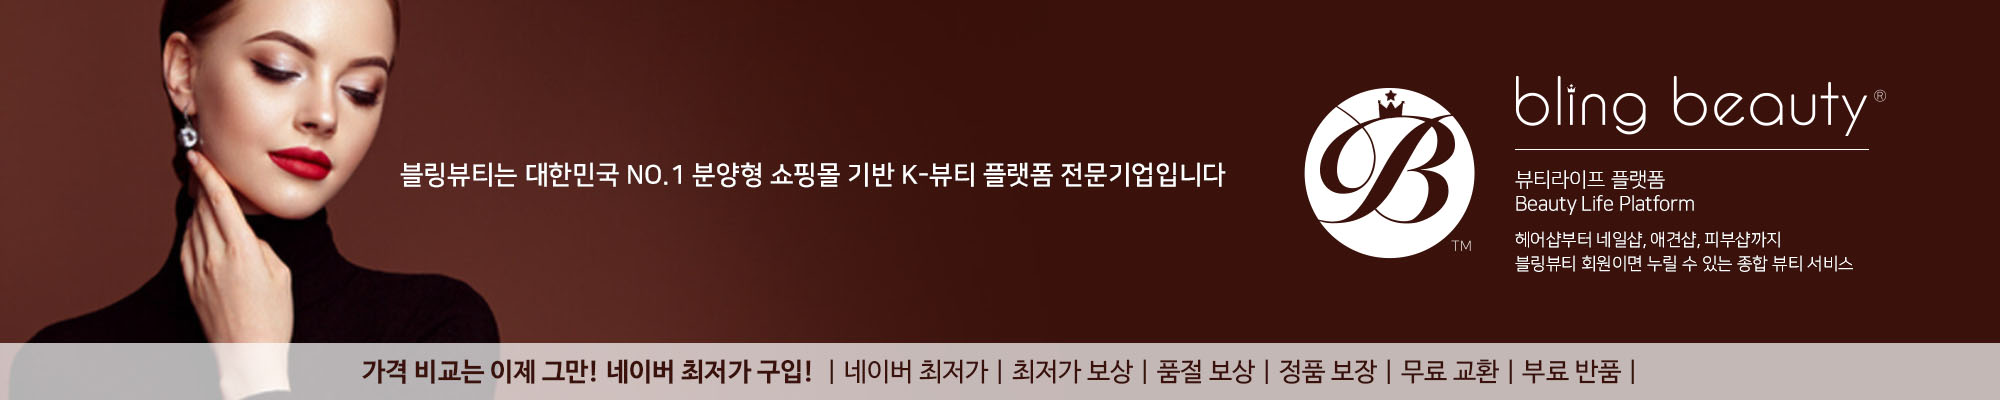 블링뷰티는 대한민국 NO.1 분양형 쇼핑몰 기반 K-뷰티 플랫폼 전문기업입니다
B
TM
bling beauty®
뷰티라이프 플랫폼
Beauty Life Platform
헤어샵부터 네일샵, 애견샵, 피부샵까지
블링뷰티 회원이면 누릴 수 있는 종합 뷰티 서비스
가격 비교는 이제 그만! 네이버 최저가 구입! | 네이버 최저가 | 최저가 보상 | 품절 보상 | 정품 보장 | 무료 교환 | 부료 반품 |